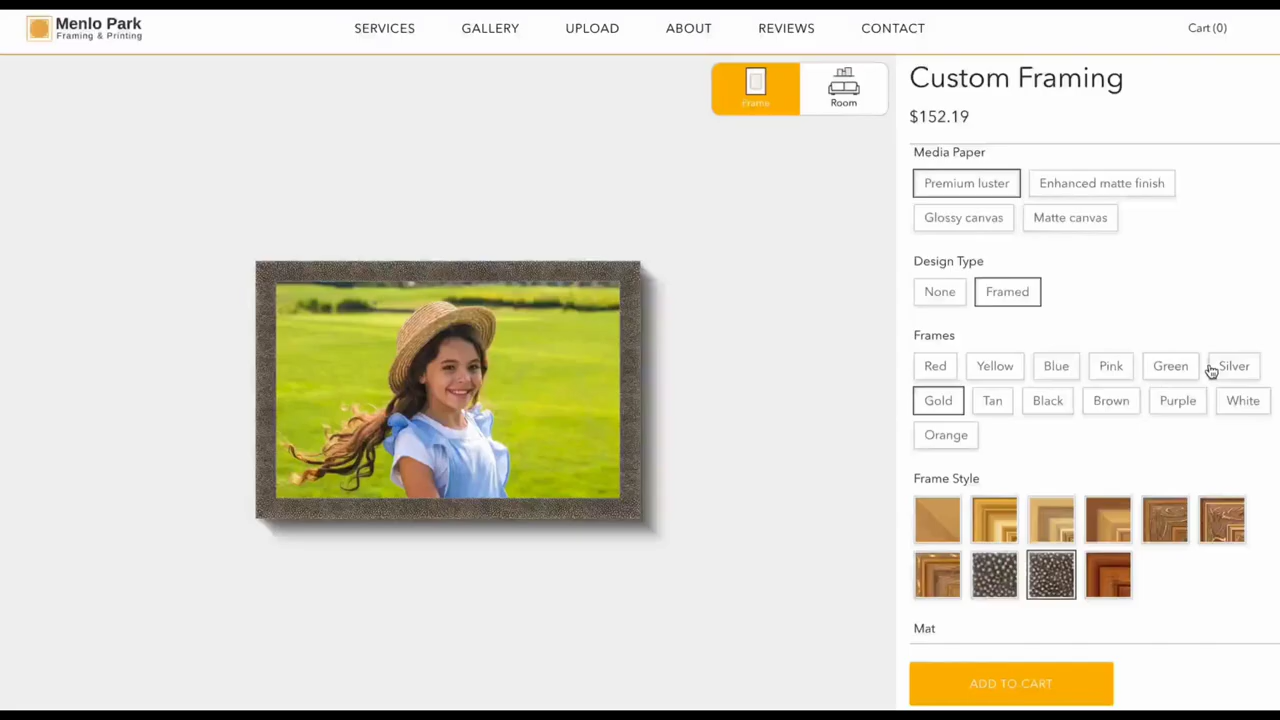 Menlo Park
Framing & Printing
SERVICES GALLERY UPLOAD ABOUT REVIEWS CONTACT
Cart (0)
Frame Room
Custom Framing
$152.19
Media Paper
Premium luster Enhanced matte finish
Glossy canvas Matte canvas
Design Type
None Framed
Frames
Red Yellow Blue Pink Green Silver
Gold Tan Black Brown Purple White
Orange
Frame Style
Mat
ADD TO CART